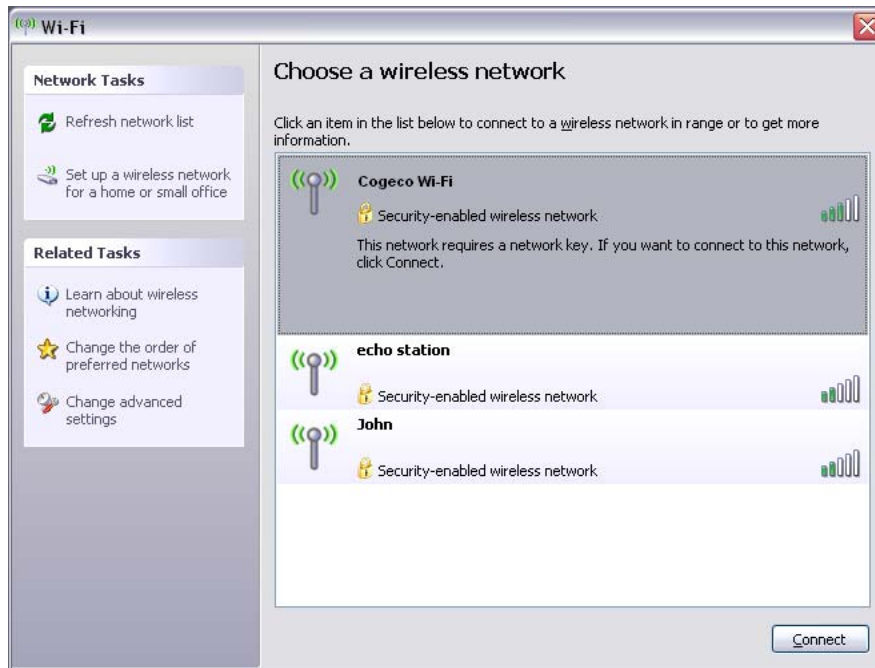 Wi-Fi
Network Tasks
Refresh network list
Set up a wireless network
for a home or small office
Related Tasks
Learn about wireless
networking
Change the order of
preferred networks
Change advanced
settings
Choose a wireless network
Click an item in the list below to connect to a wireless network in range or to get more
information.
Cogeco Wi-Fi
Security-enabled wireless network
This network requires a network key. If you want to connect to this network,
click Connect.
echo station
Security-enabled wireless network
John
Security-enabled wireless network
Connect